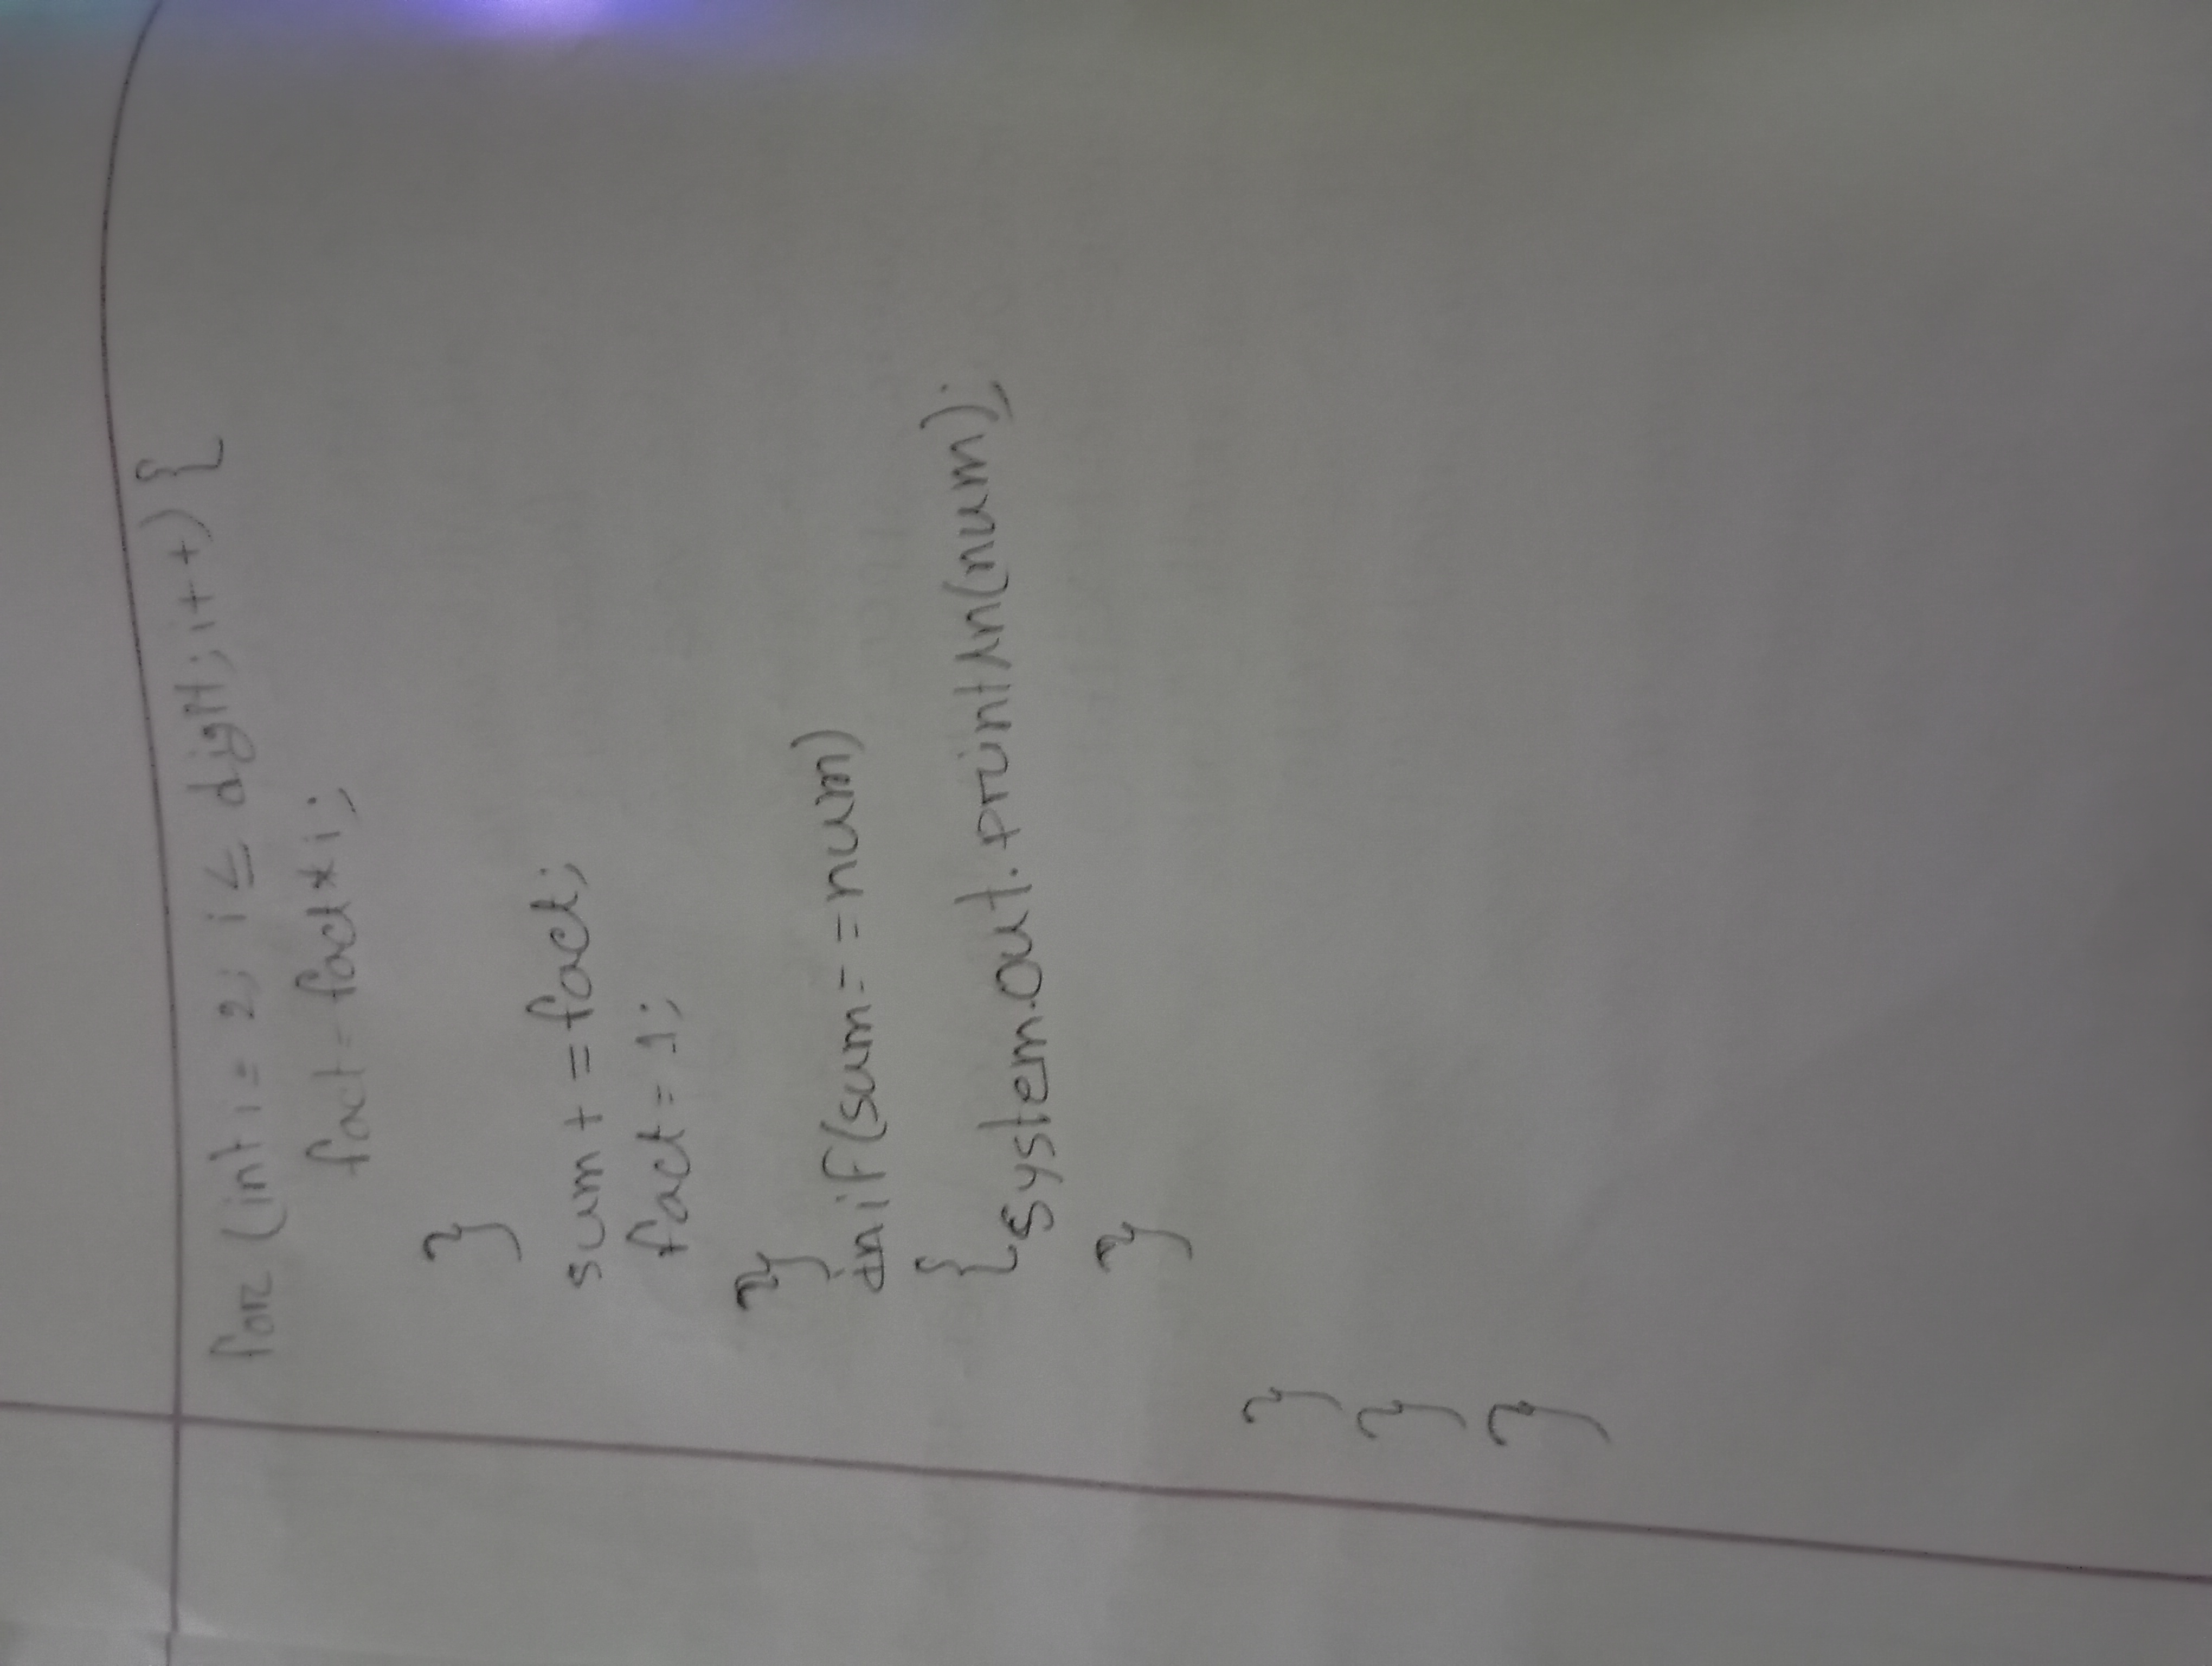 for (int i = 2; i ≤ digit; i++) {
fact = fact * i;
}
sum + = fact;
fact = 1;
}
if (sum = = num)
{ system.out.println(num);
}
}
}
}